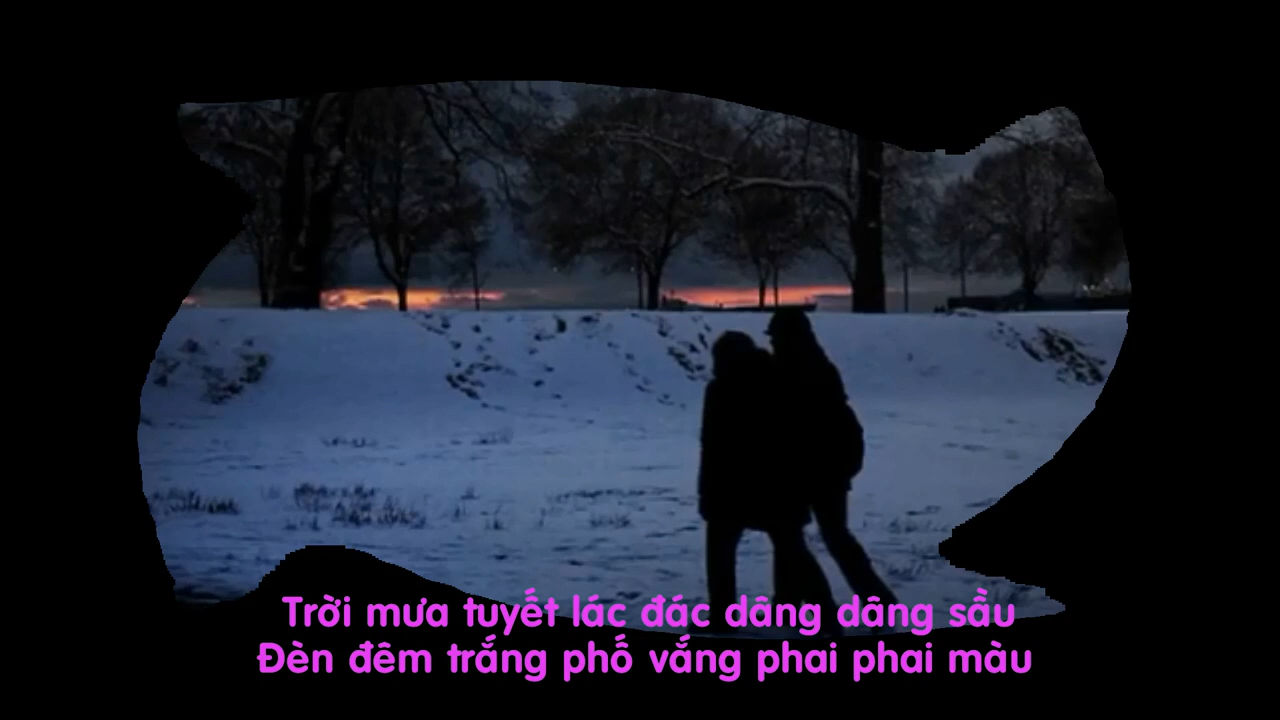 Trời mưa tuyết lác đác dâng dâng sầu
Đèn đêm trắng phố vắng phai phai màu